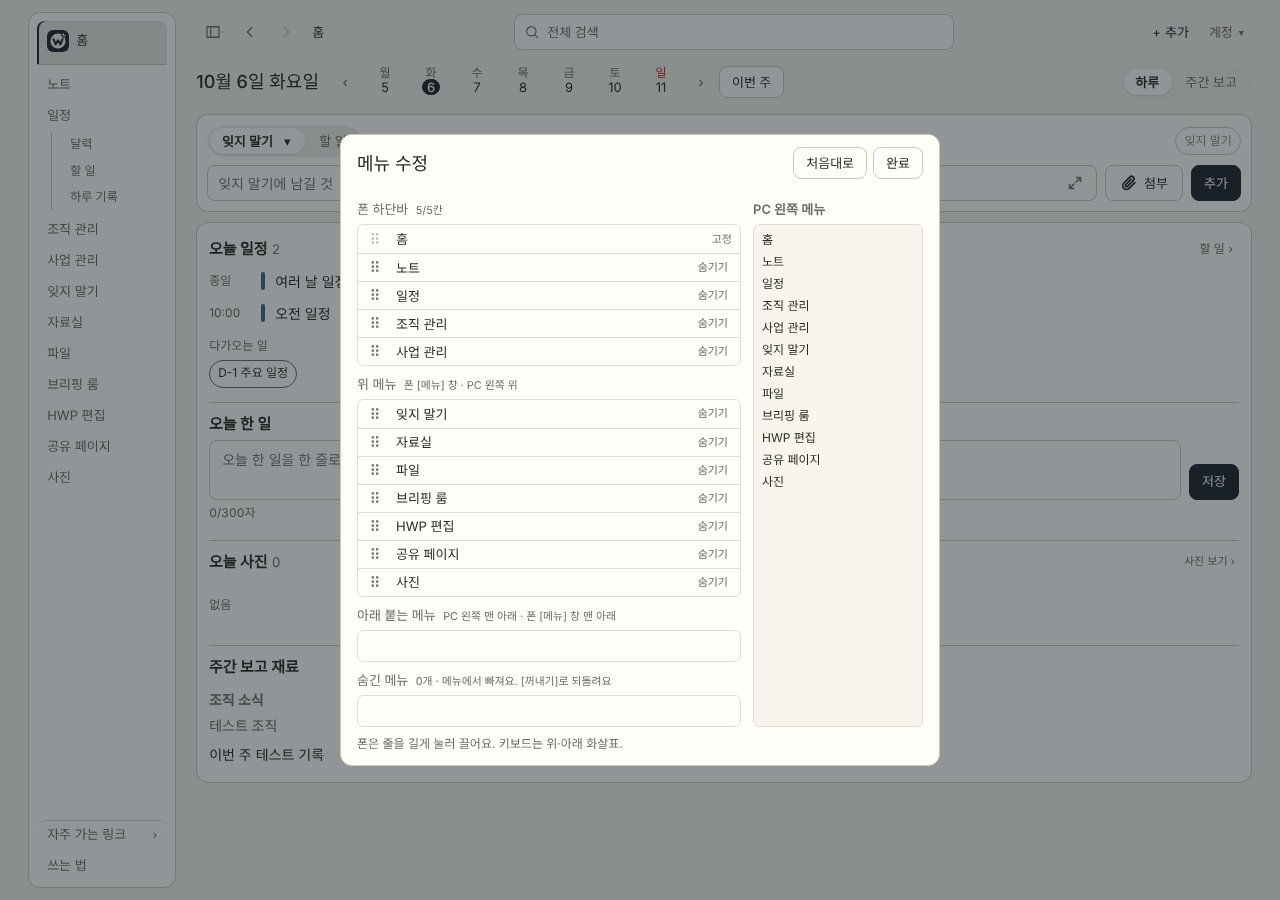 홈
노트
일정
달력
할 일
하루 기록
조직 관리
사업 관리
잊지 말기
자료실
파일
브리핑 룸
HWP 편집
공유 페이지
사진
자주 가는 링크 ›
쓰는 법
홈
전체 검색
+ 추가
계정 ▾
10월 6일 화요일
‹ 월 화 수 목 금 토 일 ›
5 6 7 8 9 10 11
이번 주
하루 주간 보고
잊지 말기 ▾ 할
잊지 말기
잊지 말기에 남길 것
첨부
추가
오늘 일정 2
할 일 ›
종일 여러 날
10:00 오전 일정
다가오는 일
D-1 주요 일정
오늘 한 일
오늘 한 일을 한 줄로
저장
0/300자
오늘 사진 0
사진 보기 ›
없음
주간 보고 재료
조직 소식
테스트 조직
이번 주 테스트 기록
메뉴 수정
처음대로 완료
폰 하단바 5/5칸
홈 고정
노트 숨기기
일정 숨기기
조직 관리 숨기기
사업 관리 숨기기
위 메뉴 폰 [메뉴] 창 · PC 왼쪽 위
잊지 말기 숨기기
자료실 숨기기
파일 숨기기
브리핑 룸 숨기기
HWP 편집 숨기기
공유 페이지 숨기기
사진 숨기기
아래 붙는 메뉴 PC 왼쪽 맨 아래 · 폰 [메뉴] 창 맨 아래
숨긴 메뉴 0개 · 메뉴에서 빠져요. [꺼내기]로 되돌려요
폰은 줄을 길게 눌러 끌어요. 키보드는 위·아래 화살표.
PC 왼쪽 메뉴
홈
노트
일정
조직 관리
사업 관리
잊지 말기
자료실
파일
브리핑 룸
HWP 편집
공유 페이지
사진